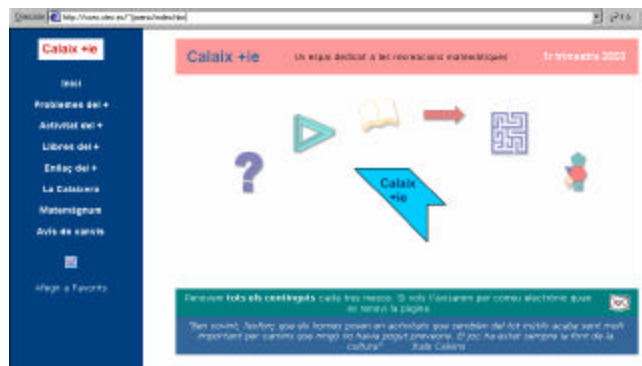 Calaix +ie
Inici
Problemes del +
Activitat del +
Llibres del +
Enllaç del +
La Calaixera
Matemàgnum
Avís de canvis
Afegir a Favorits
Calaix +ie
Un espai dedicat a les recreacions matemàtiques
1r trimestre 2003
Calaix
+ie
Renovem tots els continguts cada tres mesos. Si vols t'avisarem per correu electrònic quan
es renovi la pàgina.
"Ben sovint, l'esforç que els homes posen en activitats que semblen del tot inútils acaba sent molt
important per camins que ningú no havia pogut preveure. El joc ha estat sempre la font de la
cultura" Italo Calvino